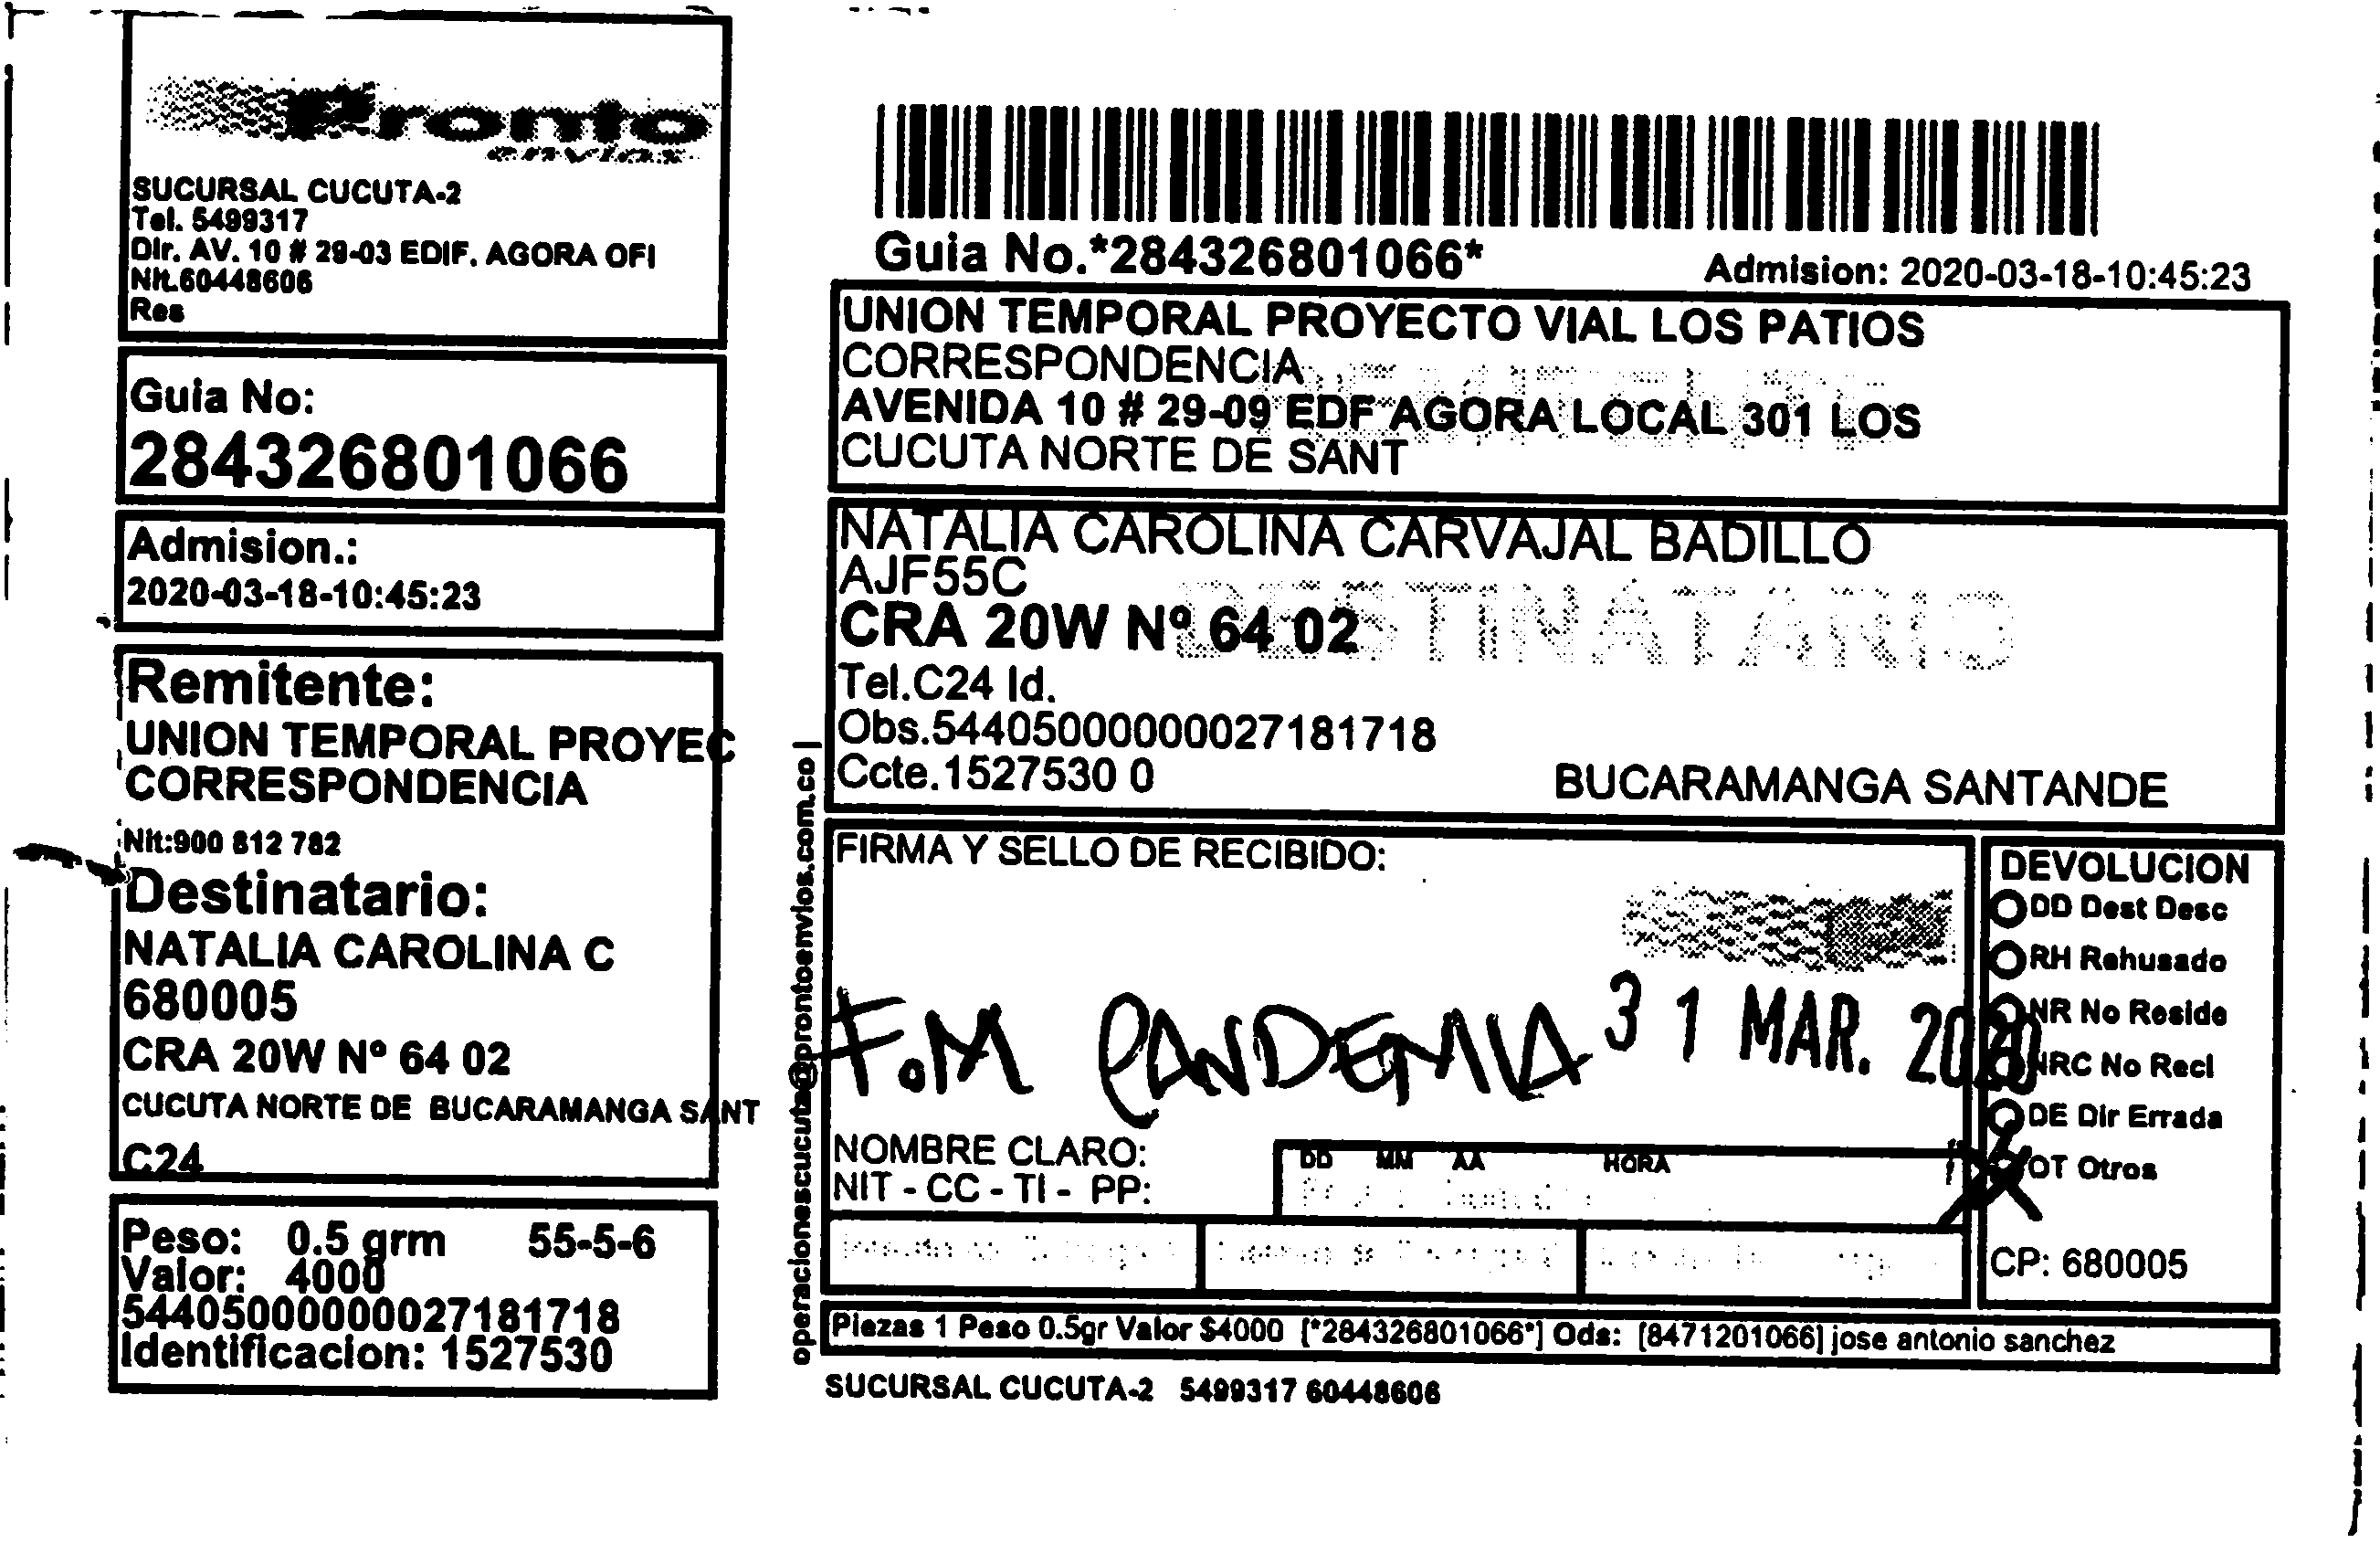 Pronto
envios
SUCURSAL CUCUTA-2
Tel. 5499317
Dir. AV. 10 # 29-03 EDIF. AGORA OFI
Nit.60448606
Res
Guia No:
284326801066
Admision.:
2020-03-18-10:45:23
Remitente:
UNION TEMPORAL PROYEC
CORRESPONDENCIA
Nit:900 812 782
Destinatario:
NATALIA CAROLINA C
680005
CRA 20W Nº 64 02
CUCUTA NORTE DE BUCARAMANGA SANT
C24
Peso: 0.5 grm 55-5-6
Valor: 4000
544050000000027181718
Identificacion: 1527530
operacionescucuta@prontoenvios.com.co |
Guia No.*284326801066*
Admision: 2020-03-18-10:45:23
UNION TEMPORAL PROYECTO VIAL LOS PATIOS
CORRESPONDENCIA
AVENIDA 10 # 29-09 EDF AGORA LOCAL 301 LOS
CUCUTA NORTE DE SANT
NATALIA CAROLINA CARVAJAL BADILLO
AJF55C
DESTINATARIO
CRA 20W Nº 64 02
Tel.C24 Id.
Obs.544050000000027181718
Ccte.1527530 0
BUCARAMANGA SANTANDE
FIRMA Y SELLO DE RECIBIDO:
F.M PANDEMIA 31 MAR. 2020
NOMBRE CLARO:
NIT - CC - TI - PP:
DD MM AA HORA
DEVOLUCION
DD Dest Desc
RH Rehusado
NR No Reside
NRC No Recl
DE Dir Errada
OT Otros
CP: 680005
Piezas 1 Peso 0.5gr Valor $4000 [*284326801066*] Ods: [8471201066] jose antonio sanchez
SUCURSAL CUCUTA-2 5499317 60448606